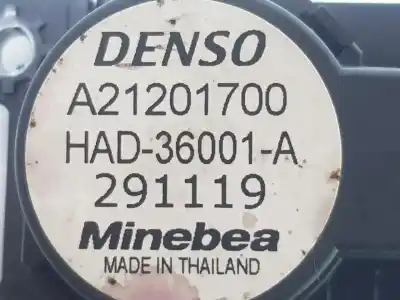 DENSO
A21201700
HAD-36001-A
291119
Minebea
MADE IN THAILAND